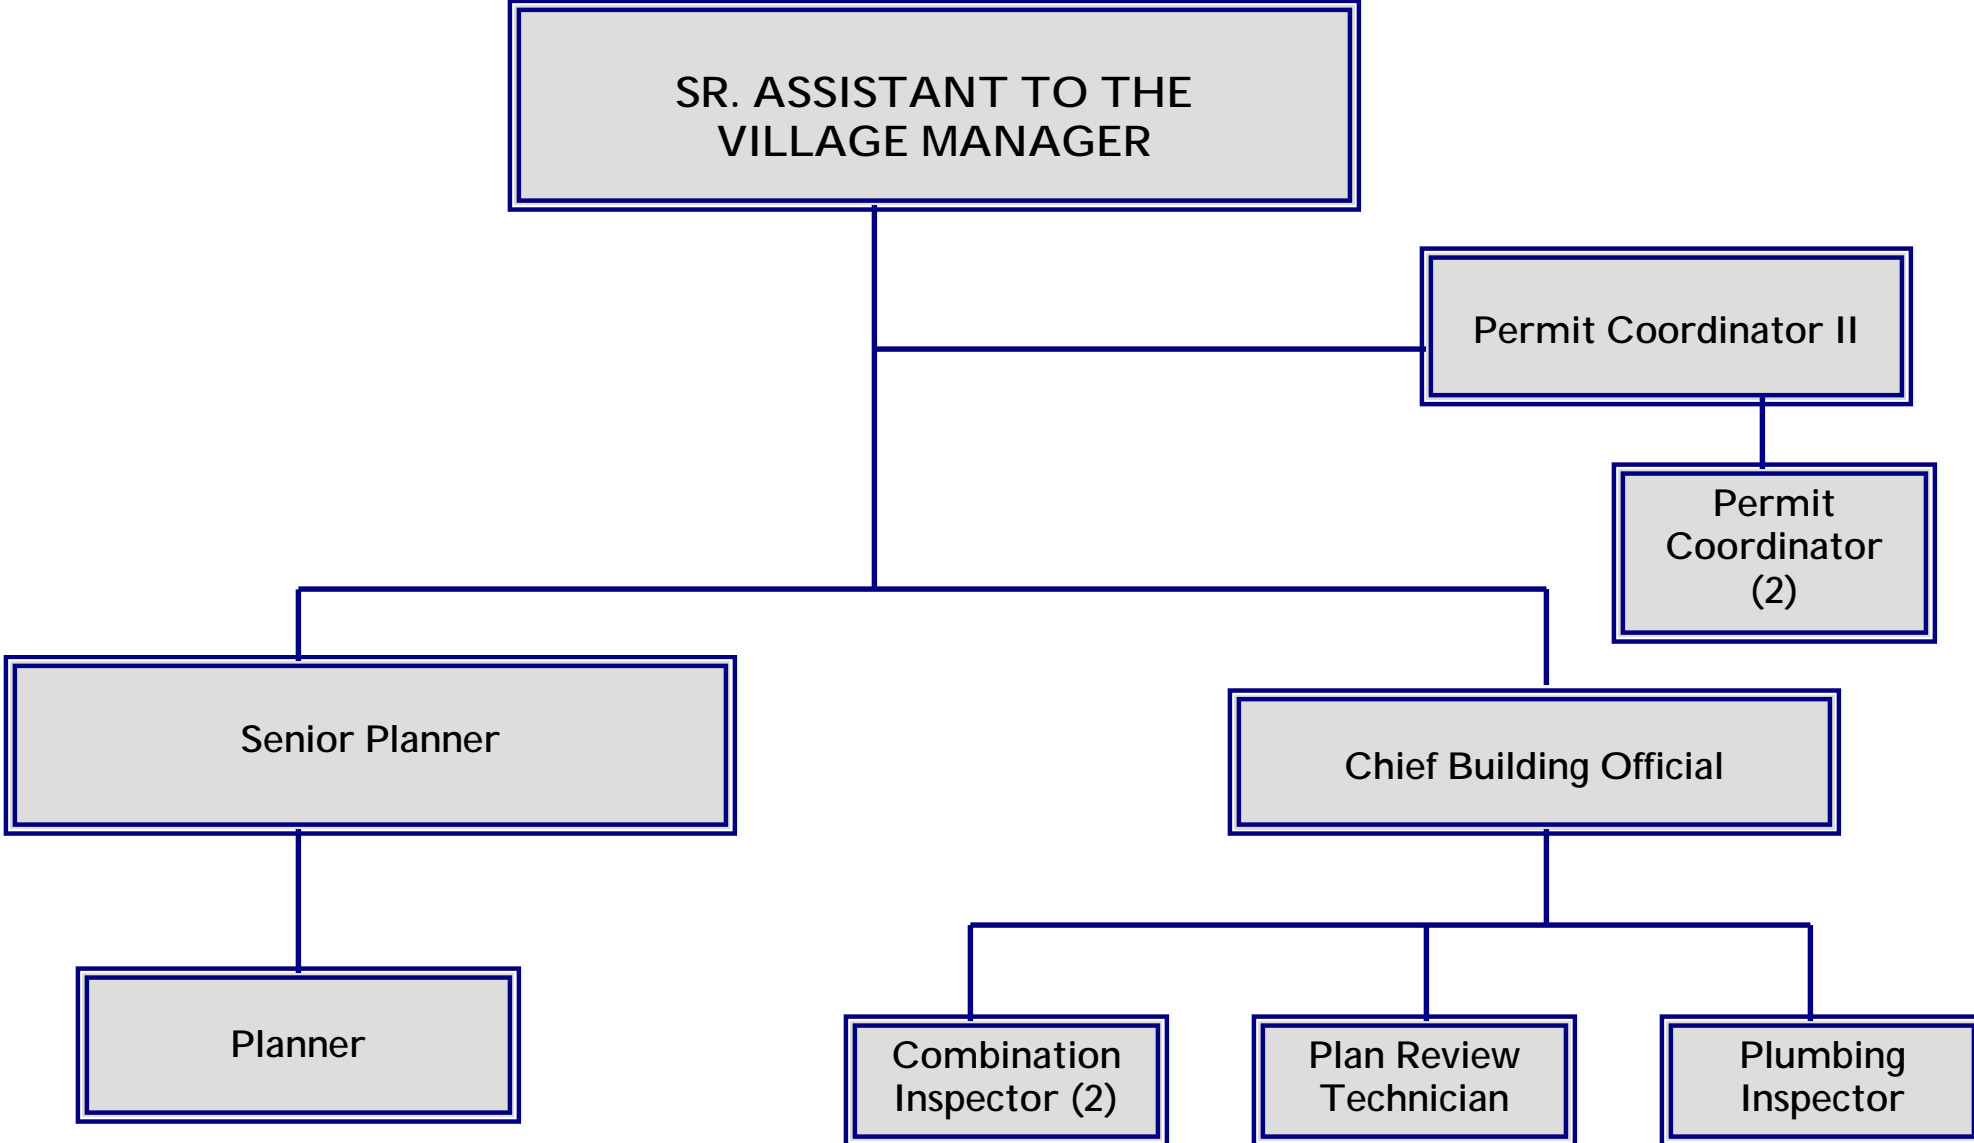 SR. ASSISTANT TO THE
VILLAGE MANAGER
Permit Coordinator II
Permit
Coordinator
(2)
Senior Planner
Chief Building Official
Planner
Combination
Inspector (2)
Plan Review
Technician
Plumbing
Inspector